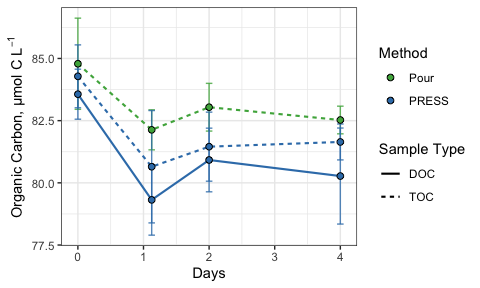 Organic Carbon, μmol C L⁻¹
85.0
82.5
80.0
77.5
0
1
2
3
4
Days
Method
Pour
PRESS
Sample Type
DOC
TOC